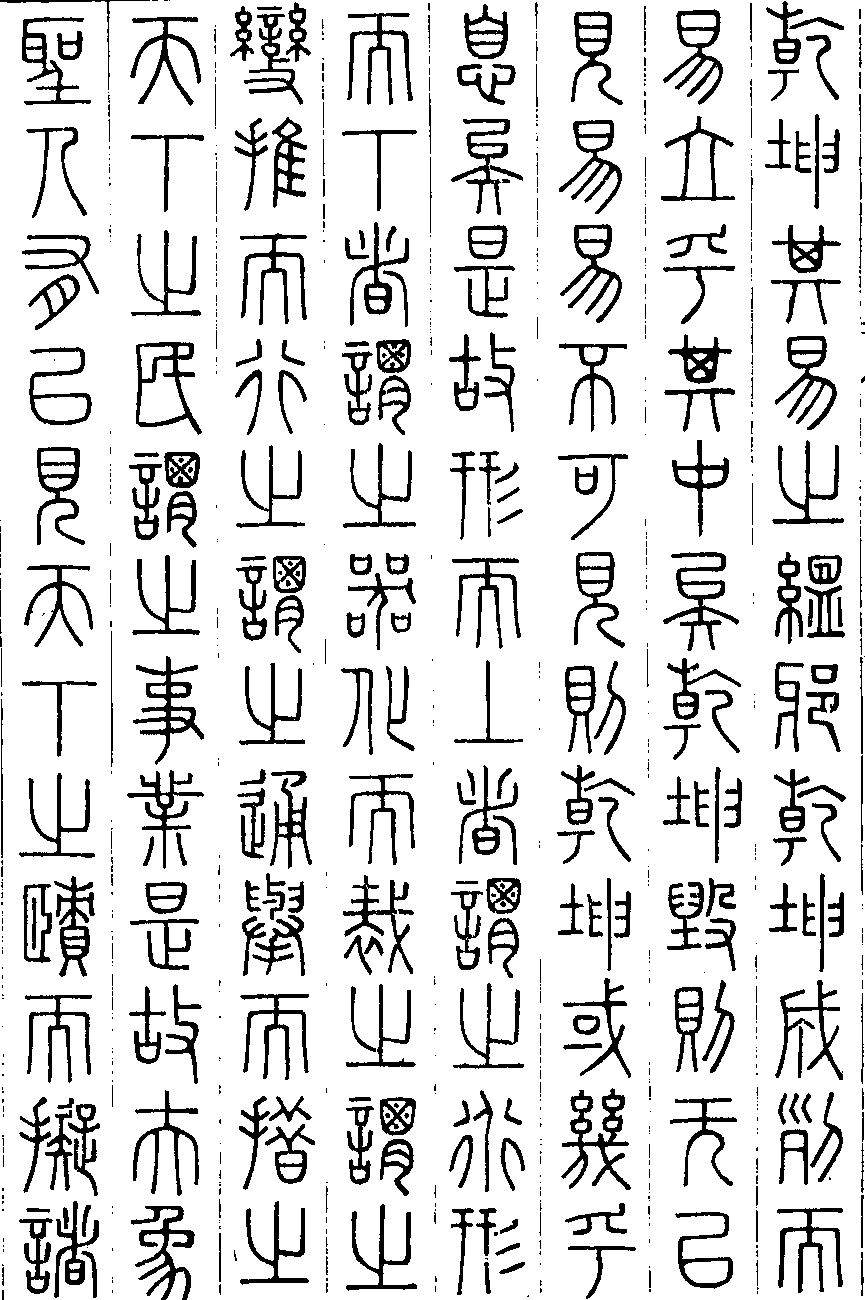 乾坤其易之縕邪乾坤成列而
易立乎其中矣乾坤毀則无以
見易易不可見則乾坤或幾乎
息矣是故形而上者謂之道形
而下者謂之器化而裁之謂之
變推而行之謂之通舉而措之
天下之民謂之事業是故夫象
聖人有以見天下之賾而擬諸